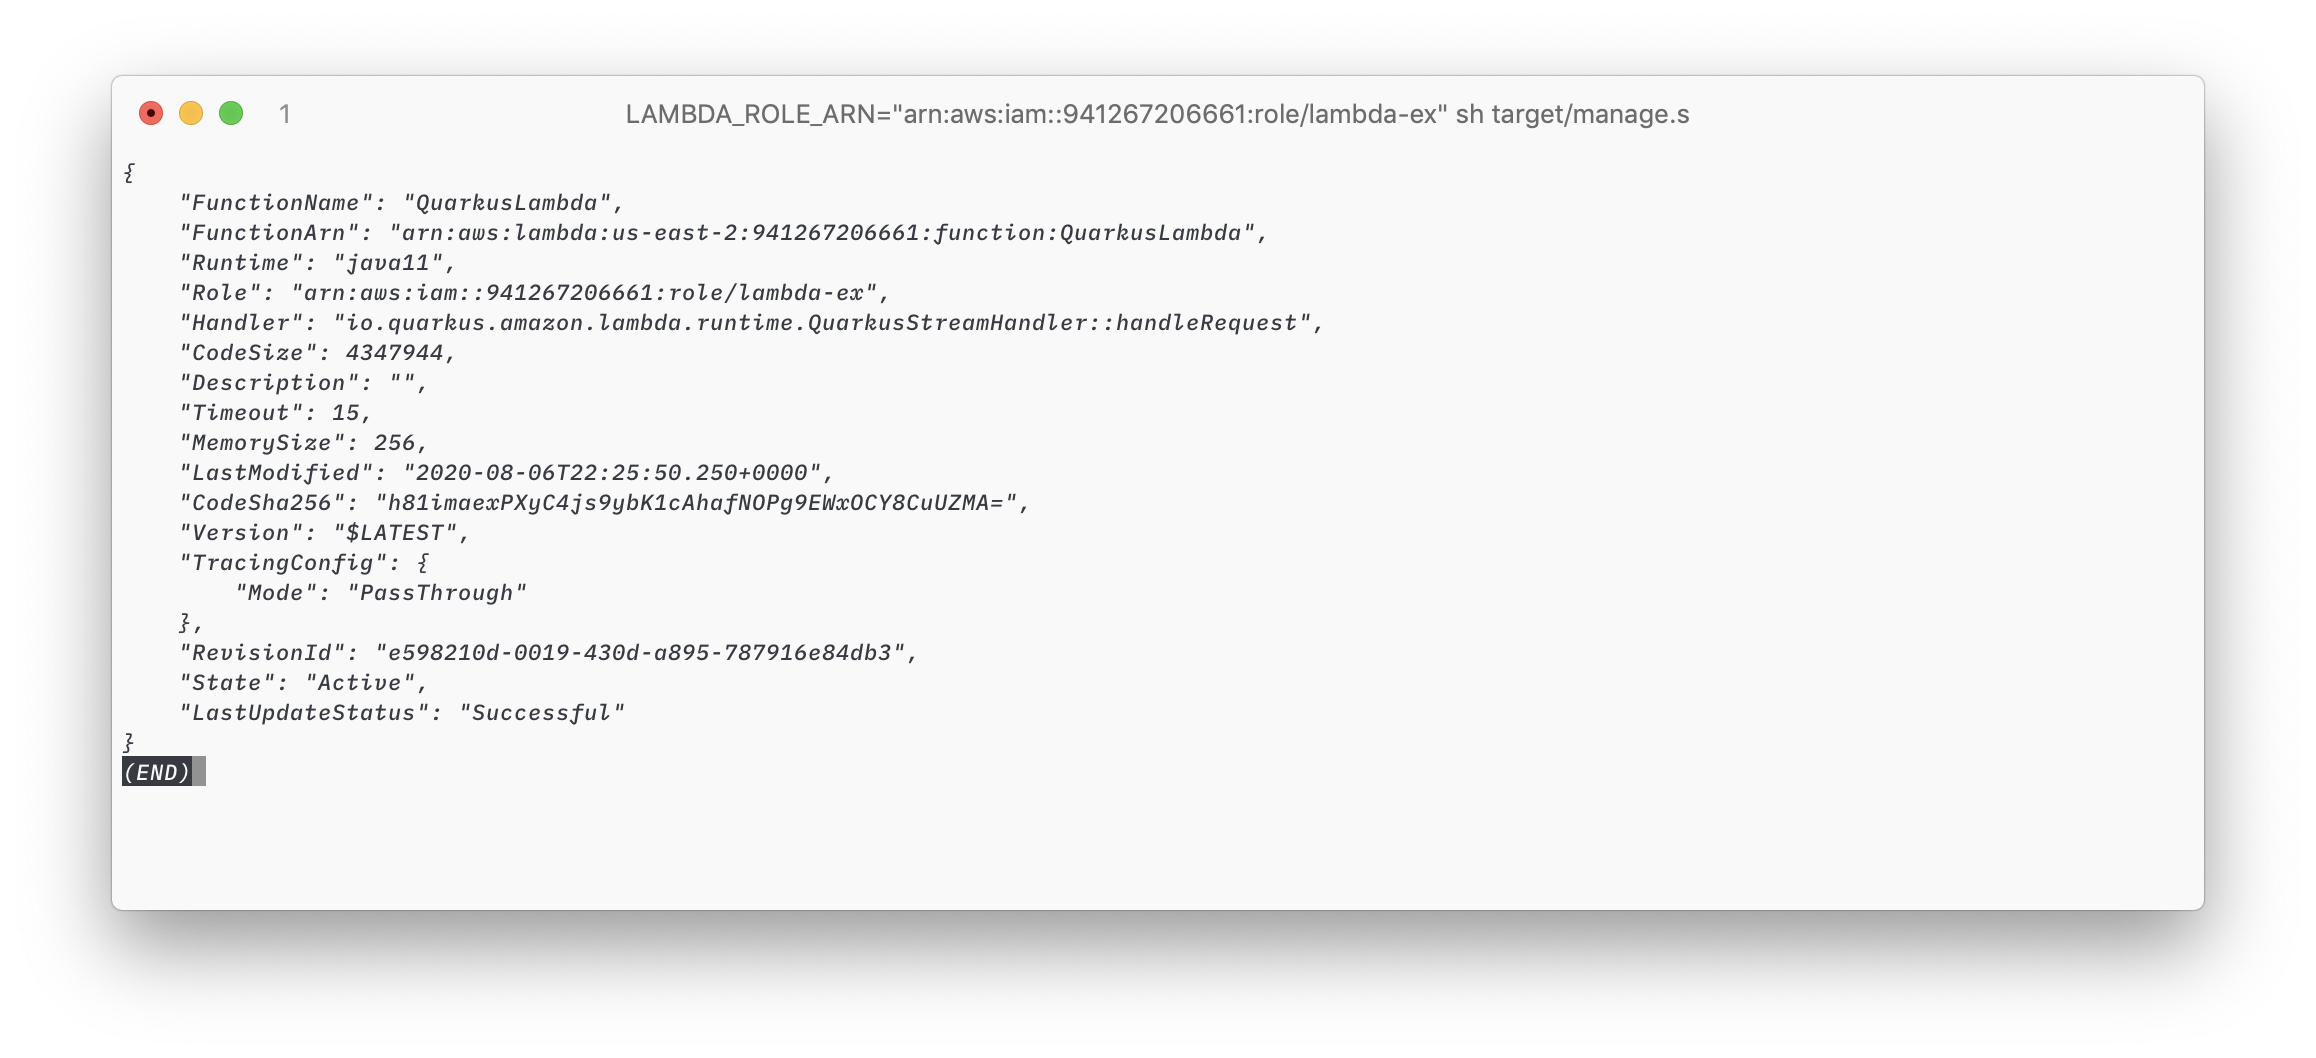 1 LAMBDA_ROLE_ARN="arn:aws:iam::941267206661:role/lambda-ex" sh target/manage.s
{
    "FunctionName": "QuarkusLambda",
    "FunctionArn": "arn:aws:lambda:us-east-2:941267206661:function:QuarkusLambda",
    "Runtime": "java11",
    "Role": "arn:aws:iam::941267206661:role/lambda-ex",
    "Handler": "io.quarkus.amazon.lambda.runtime.QuarkusStreamHandler::handleRequest",
    "CodeSize": 4347944,
    "Description": "",
    "Timeout": 15,
    "MemorySize": 256,
    "LastModified": "2020-08-06T22:25:50.250+0000",
    "CodeSha256": "h81imaexPXyC4js9ybK1cAhafNOPg9EWxOCY8CuUZMA=",
    "Version": "$LATEST",
    "TracingConfig": {
        "Mode": "PassThrough"
    },
    "RevisionId": "e598210d-0019-430d-a895-787916e84db3",
    "State": "Active",
    "LastUpdateStatus": "Successful"
}
(END)